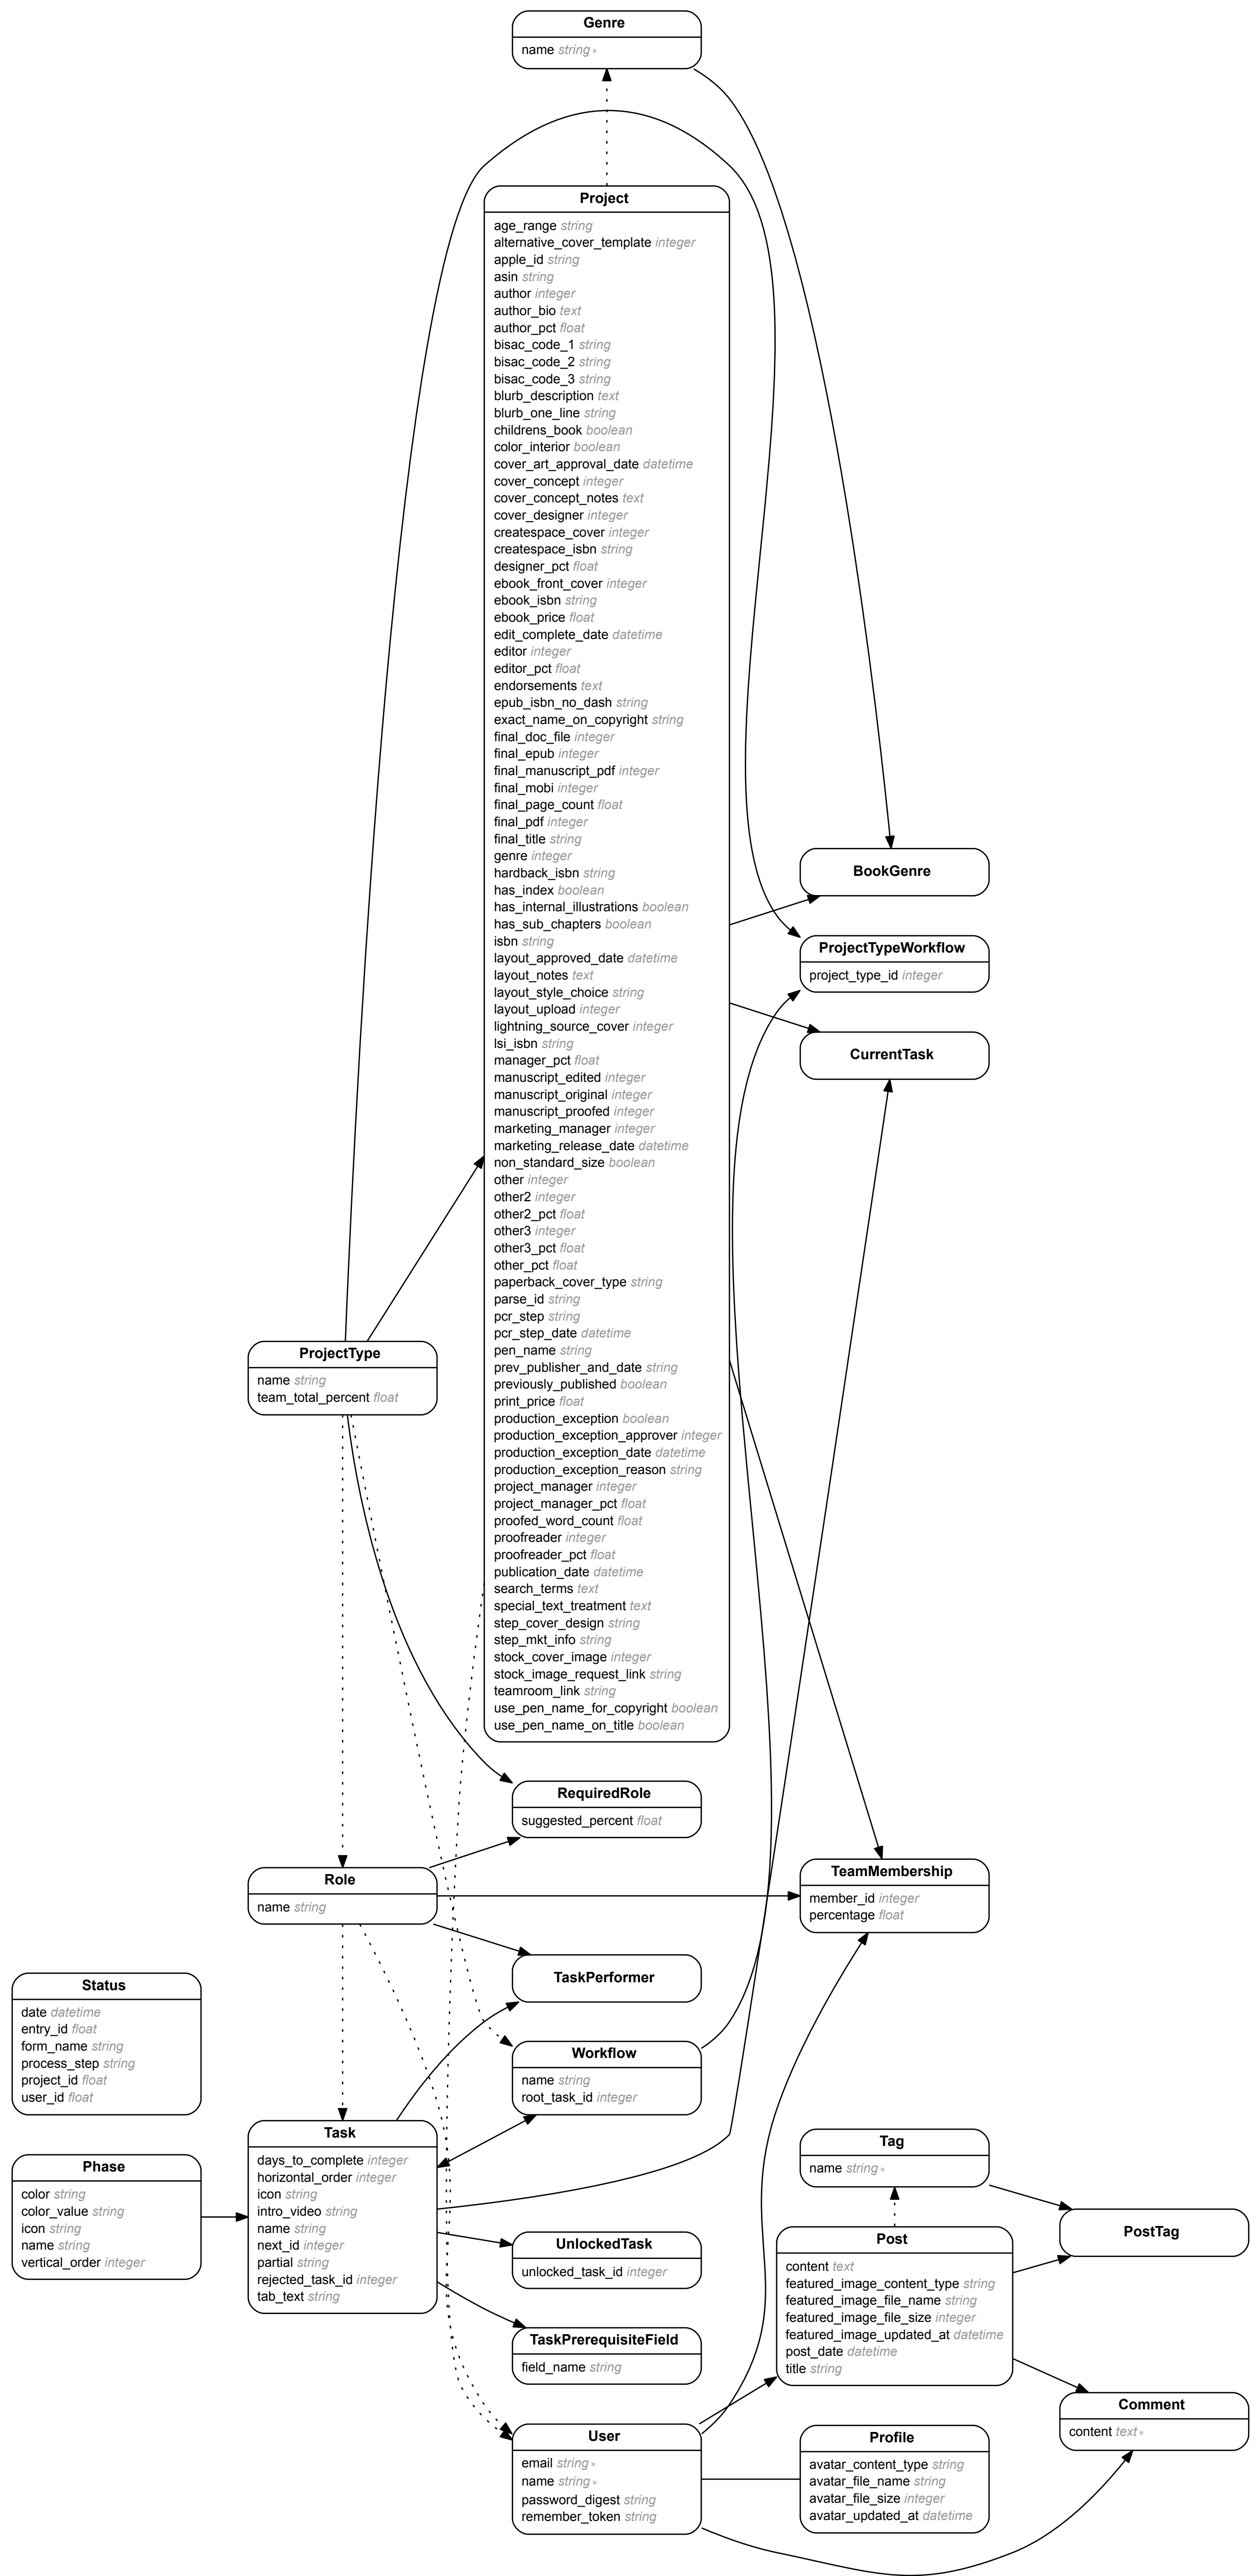 Genre
name string*
Project
age_range string
alternative_cover_template integer
apple_id string
asin string
author integer
author_bio text
author_pct float
bisac_code_1 string
bisac_code_2 string
bisac_code_3 string
blurb_description text
blurb_one_line string
childrens_book boolean
color_interior boolean
cover_art_approval_date datetime
cover_concept integer
cover_concept_notes text
cover_designer integer
createspace_cover integer
createspace_isbn string
designer_pct float
ebook_front_cover integer
ebook_isbn string
ebook_price float
edit_complete_date datetime
editor integer
editor_pct float
endorsements text
epub_isbn_no_dash string
exact_name_on_copyright string
final_doc_file integer
final_epub integer
final_manuscript_pdf integer
final_mobi integer
final_page_count float
final_pdf integer
final_title string
genre integer
hardback_isbn string
has_index boolean
has_internal_illustrations boolean
has_sub_chapters boolean
isbn string
layout_approved_date datetime
layout_notes text
layout_style_choice string
layout_upload integer
lightning_source_cover integer
lsi_isbn string
manager_pct float
manuscript_edited integer
manuscript_original integer
manuscript_proofed integer
marketing_manager integer
marketing_release_date datetime
non_standard_size boolean
other integer
other2 integer
other2_pct float
other3 integer
other3_pct float
other_pct float
paperback_cover_type string
parse_id string
pcr_step string
pcr_step_date datetime
pen_name string
prev_publisher_and_date string
previously_published boolean
print_price float
production_exception boolean
production_exception_approver integer
production_exception_date datetime
production_exception_reason string
project_manager integer
project_manager_pct float
proofed_word_count float
proofreader integer
proofreader_pct float
publication_date datetime
search_terms text
special_text_treatment text
step_cover_design string
step_mkt_info string
stock_cover_image integer
stock_image_request_link string
teamroom_link string
use_pen_name_for_copyright boolean
use_pen_name_on_title boolean
BookGenre
ProjectTypeWorkflow
project_type_id integer
CurrentTask
ProjectType
name string
team_total_percent float
RequiredRole
suggested_percent float
Role
name string
TeamMembership
member_id integer
percentage float
TaskPerformer
Status
date datetime
entry_id float
form_name string
process_step string
project_id float
user_id float
Workflow
name string
root_task_id integer
Phase
color string
color_value string
icon string
name string
vertical_order integer
Task
days_to_complete integer
horizontal_order integer
icon string
intro_video string
name string
next_id integer
partial string
rejected_task_id integer
tab_text string
UnlockedTask
unlocked_task_id integer
TaskPrerequisiteField
field_name string
Tag
name string*
PostTag
Post
content text
featured_image_content_type string
featured_image_file_name string
featured_image_file_size integer
featured_image_updated_at datetime
post_date datetime
title string
Comment
content text*
User
email string*
name string*
password_digest string
remember_token string
Profile
avatar_content_type string
avatar_file_name string
avatar_file_size integer
avatar_updated_at datetime